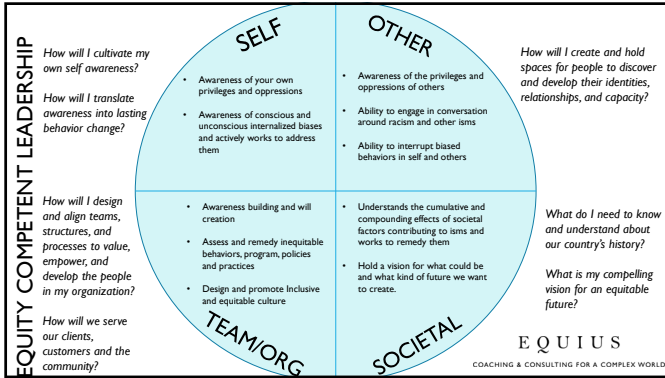 EQUITY COMPETENT LEADERSHIP
How will I cultivate my
own self awareness?
How will I translate
awareness into lasting
behavior change?
SELF
• Awareness of your own
privileges and oppressions
• Awareness of conscious and
unconscious internalized biases
and actively works to address
them
OTHER
• Awareness of the privileges and
oppressions of others
• Ability to engage in conversation
around racism and other isms
• Ability to interrupt biased
behaviors in self and others
How will I create and hold
spaces for people to discover
and develop their identities,
relationships, and capacity?
How will I design
and align teams,
structures, and
processes to value,
empower, and
develop the people
in my organization?
How will we serve
our clients,
customers and the
community?
• Awareness building and will
creation
• Assess and remedy inequitable
behaviors, program, policies
and practices
• Design and promote Inclusive
and equitable culture
TEAM/ORG
• Understands the cumulative and
compounding effects of societal
factors contributing to isms and
works to remedy them
• Hold a vision for what could be
and what kind of future we want
to create.
SOCIETAL
What do I need to know
and understand about
our country's history?
What is my compelling
vision for an equitable
future?
EQUIUS
COACHING & CONSULTING FOR A COMPLEX WORLD